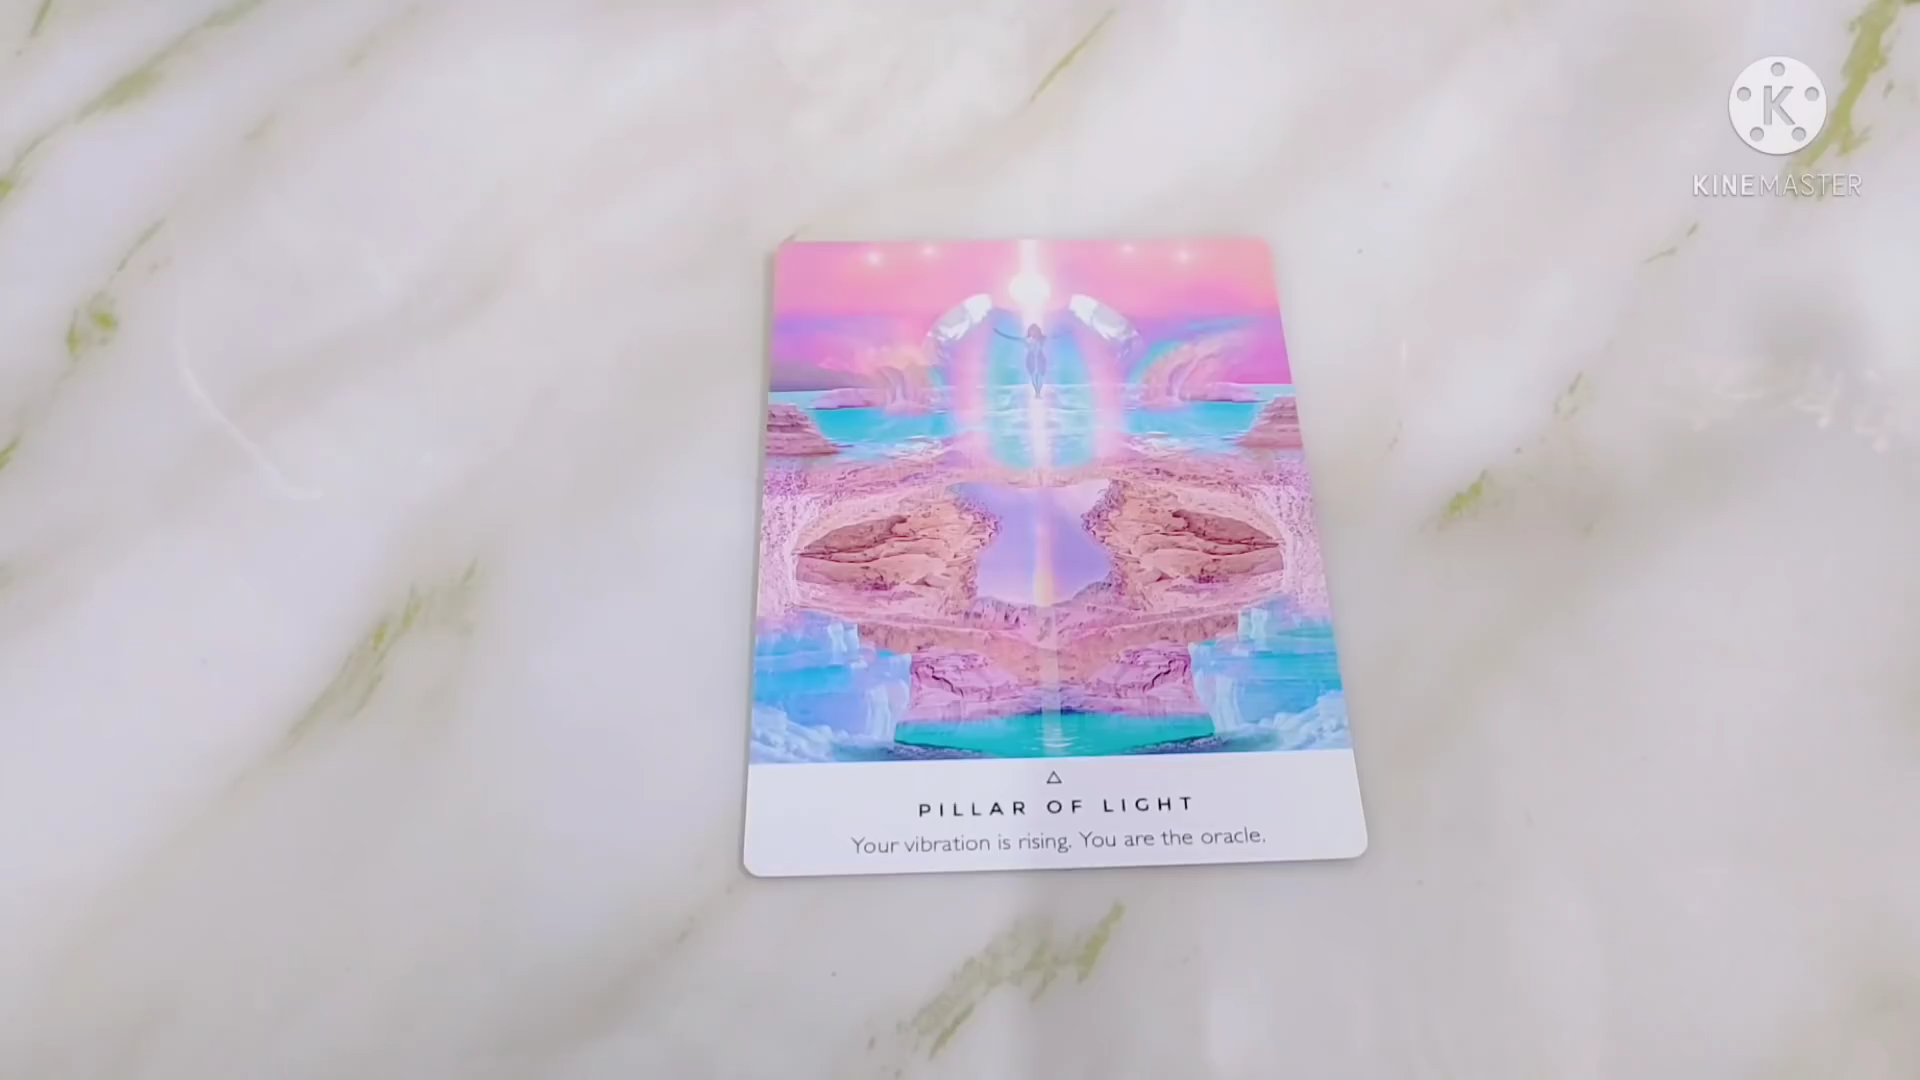 K
KINEMASTER
PILLAR OF LIGHT
Your vibration is rising. You are the oracle.